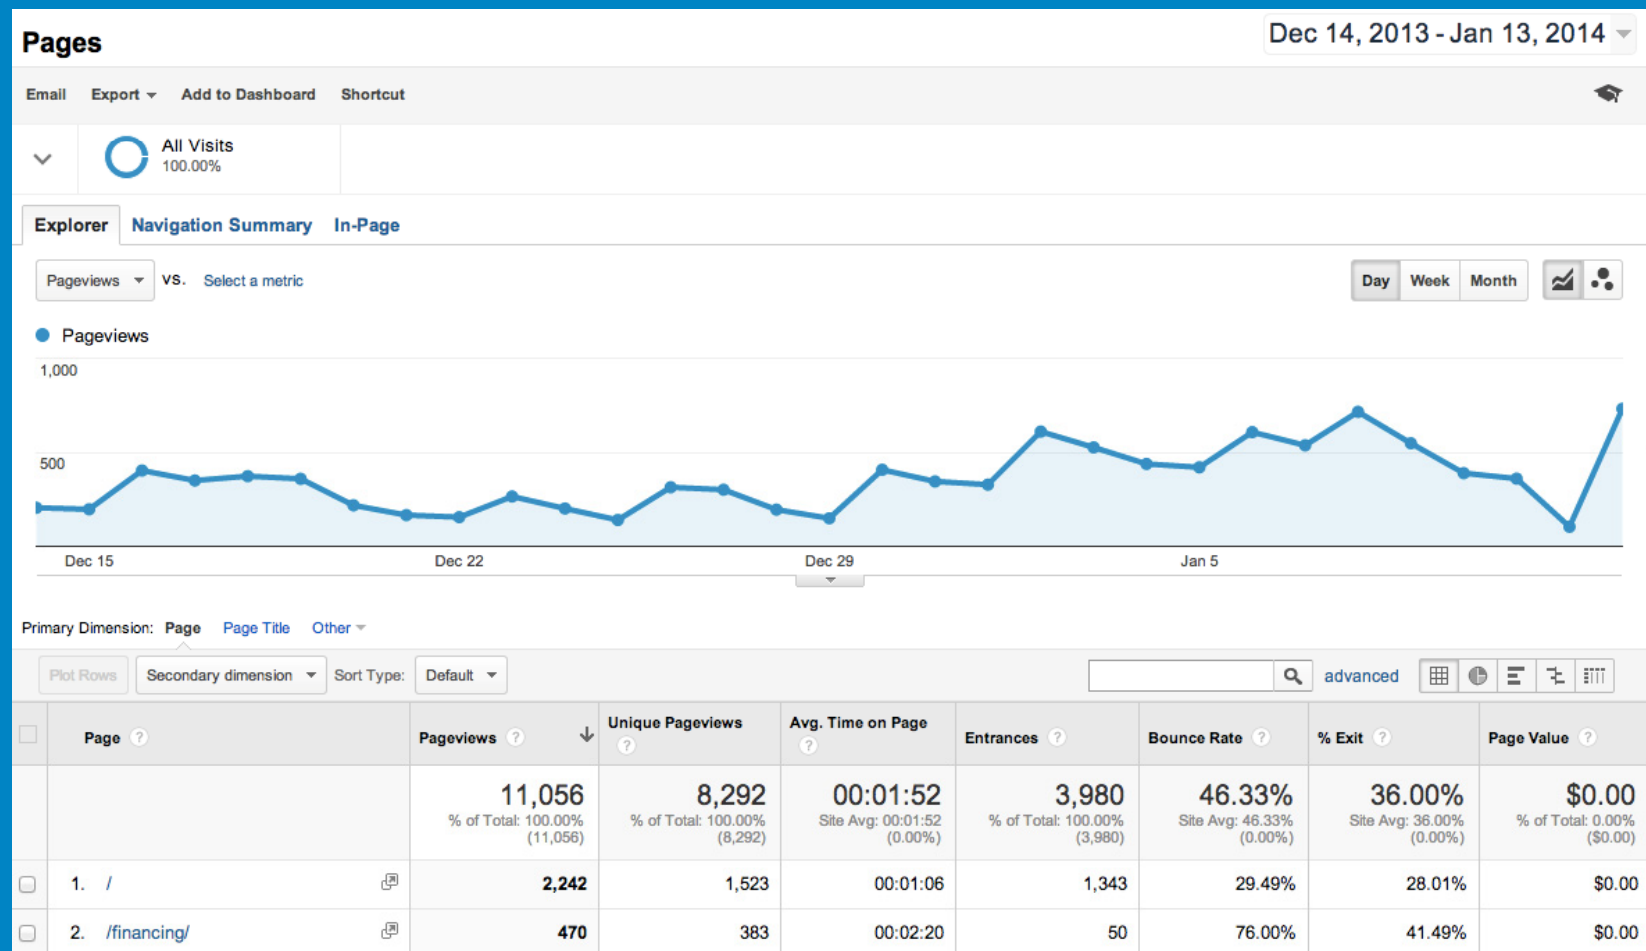 Pages
Dec 14, 2013 - Jan 13, 2014
Email Export Add to Dashboard Shortcut
All Visits
100.00%
Explorer Navigation Summary In-Page
Pageviews VS. Select a metric
Day Week Month
Pageviews
1,000
500
Dec 15 Dec 22 Dec 29 Jan 5
Primary Dimension: Page Page Title Other
Plot Rows Secondary dimension Sort Type: Default advanced
Page ? Pageviews ? Unique Pageviews ? Avg. Time on Page ? Entrances ? Bounce Rate ? % Exit ? Page Value ?
11,056 8,292 00:01:52 3,980 46.33% 36.00% $0.00
% of Total: 100.00% % of Total: 100.00% Site Avg: 00:01:52 % of Total: 100.00% Site Avg: 46.33% Site Avg: 36.00% % of Total: 0.00%
(11,056) (8,292) (0.00%) (3,980) (0.00%) (0.00%) ($0.00)
1. / 2,242 1,523 00:01:06 1,343 29.49% 28.01% $0.00
2. /financing/ 470 383 00:02:20 50 76.00% 41.49% $0.00